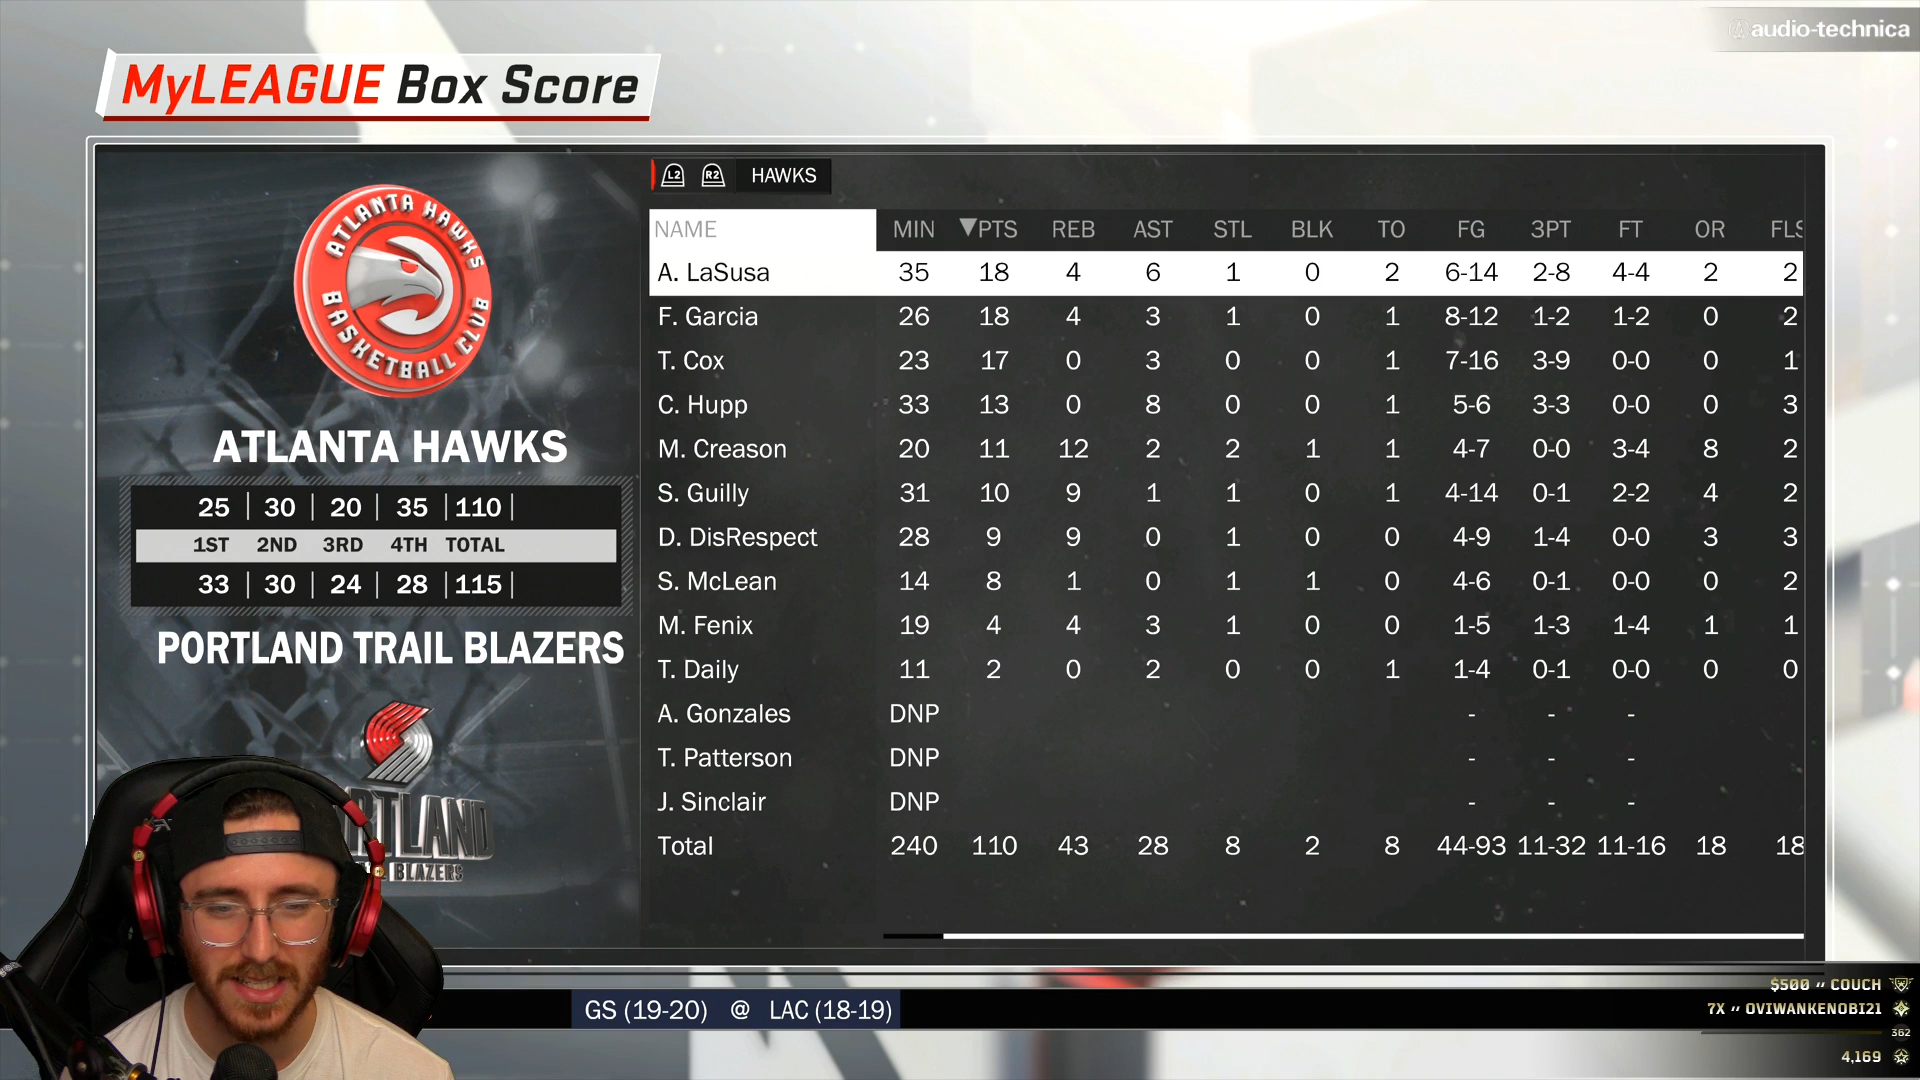 audio-technica
MyLEAGUE Box Score
L2 R2 HAWKS
ATLANTA HAWKS
BASKETBALL CLUB
ATLANTA HAWKS
25 | 30 | 20 | 35 | 110 |
1ST 2ND 3RD 4TH TOTAL
33 | 30 | 24 | 28 | 115 |
PORTLAND TRAIL BLAZERS
NAME MIN ▼PTS REB AST STL BLK TO FG 3PT FT OR FLS
A. LaSusa 35 18 4 6 1 0 2 6-14 2-8 4-4 2 2
F. Garcia 26 18 4 3 1 0 1 8-12 1-2 1-2 0 2
T. Cox 23 17 0 3 0 0 1 7-16 3-9 0-0 0 1
C. Hupp 33 13 0 8 0 0 1 5-6 3-3 0-0 0 3
M. Creason 20 11 12 2 2 1 1 4-7 0-0 3-4 8 2
S. Guilly 31 10 9 1 1 0 1 4-14 0-1 2-2 4 2
D. DisRespect 28 9 9 0 1 0 0 4-9 1-4 0-0 3 3
S. McLean 14 8 1 0 1 1 0 4-6 0-1 0-0 0 2
M. Fenix 19 4 4 3 1 0 0 1-5 1-3 1-4 1 1
T. Daily 11 2 0 2 0 0 1 1-4 0-1 0-0 0 0
A. Gonzales DNP - - -
T. Patterson DNP - - -
J. Sinclair DNP - - -
Total 240 110 43 28 8 2 8 44-93 11-32 11-16 18 18
BLAZERS
GS (19-20) @ LAC (18-19)
$500 // COUCH
7X // OVIWANKENOBI21
362
4,169